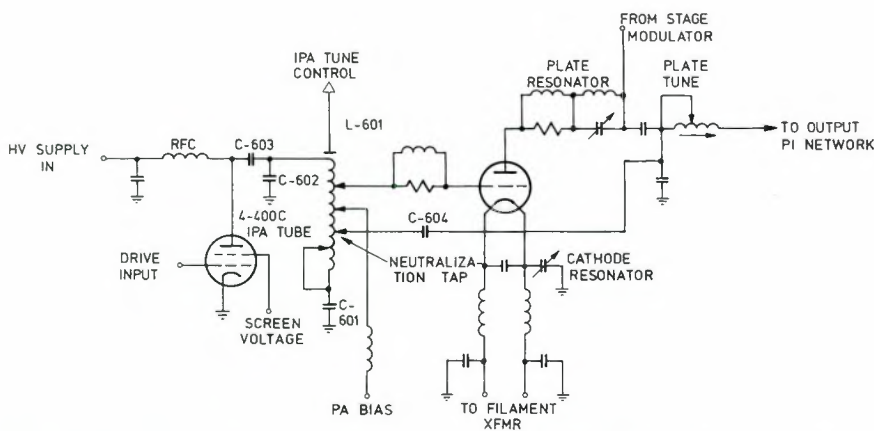 FROM STAGE
MODULATOR
IPA TUNE
CONTROL
PLATE
RESONATOR
PLATE
TUNE
L-601
HV SUPPLY
IN
RFC
C-603
TO OUTPUT
PI NETWORK
C-602
4-400C
IPA TUBE
C-604
DRIVE
INPUT
NEUTRALIZA-
TION TAP
CATHODE
RESONATOR
SCREEN
VOLTAGE
C-
601
PA BIAS
TO FILAMENT
XFMR